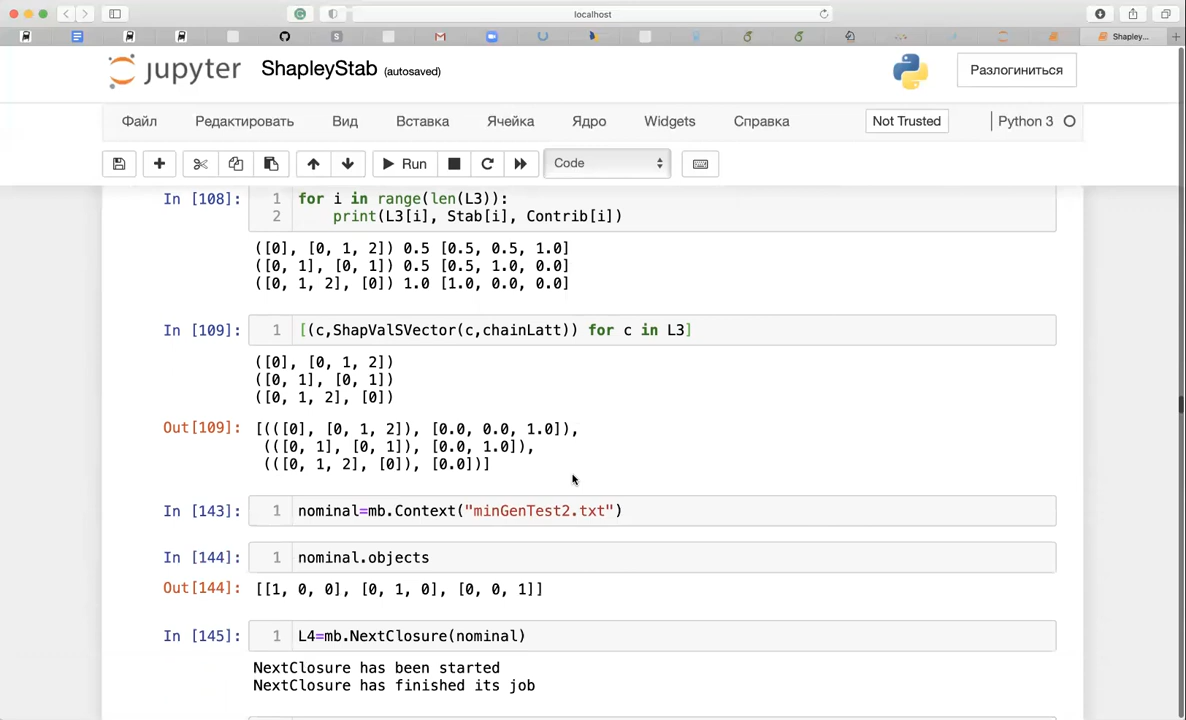 localhost
S
Shapley...
+
jupyter ShapleyStab (autosaved)
Разлогиниться
Файл Редактировать Вид Вставка Ячейка Ядро Widgets Справка Not Trusted Python 3
Run Code
In [108]: 1 for i in range(len(L3)):
2 print(L3[i], Stab[i], Contrib[i])
([0], [0, 1, 2]) 0.5 [0.5, 0.5, 1.0]
([0, 1], [0, 1]) 0.5 [0.5, 1.0, 0.0]
([0, 1, 2], [0]) 1.0 [1.0, 0.0, 0.0]
In [109]: 1 [(c,ShapValSVector(c,chainLatt)) for c in L3]
([0], [0, 1, 2])
([0, 1], [0, 1])
([0, 1, 2], [0])
Out[109]: [(([0], [0, 1, 2]), [0.0, 0.0, 1.0]),
(([0, 1], [0, 1]), [0.0, 1.0]),
(([0, 1, 2], [0]), [0.0])]
In [143]: 1 nominal=mb.Context("minGenTest2.txt")
In [144]: 1 nominal.objects
Out[144]: [[1, 0, 0], [0, 1, 0], [0, 0, 1]]
In [145]: 1 L4=mb.NextClosure(nominal)
NextClosure has been started
NextClosure has finished its job